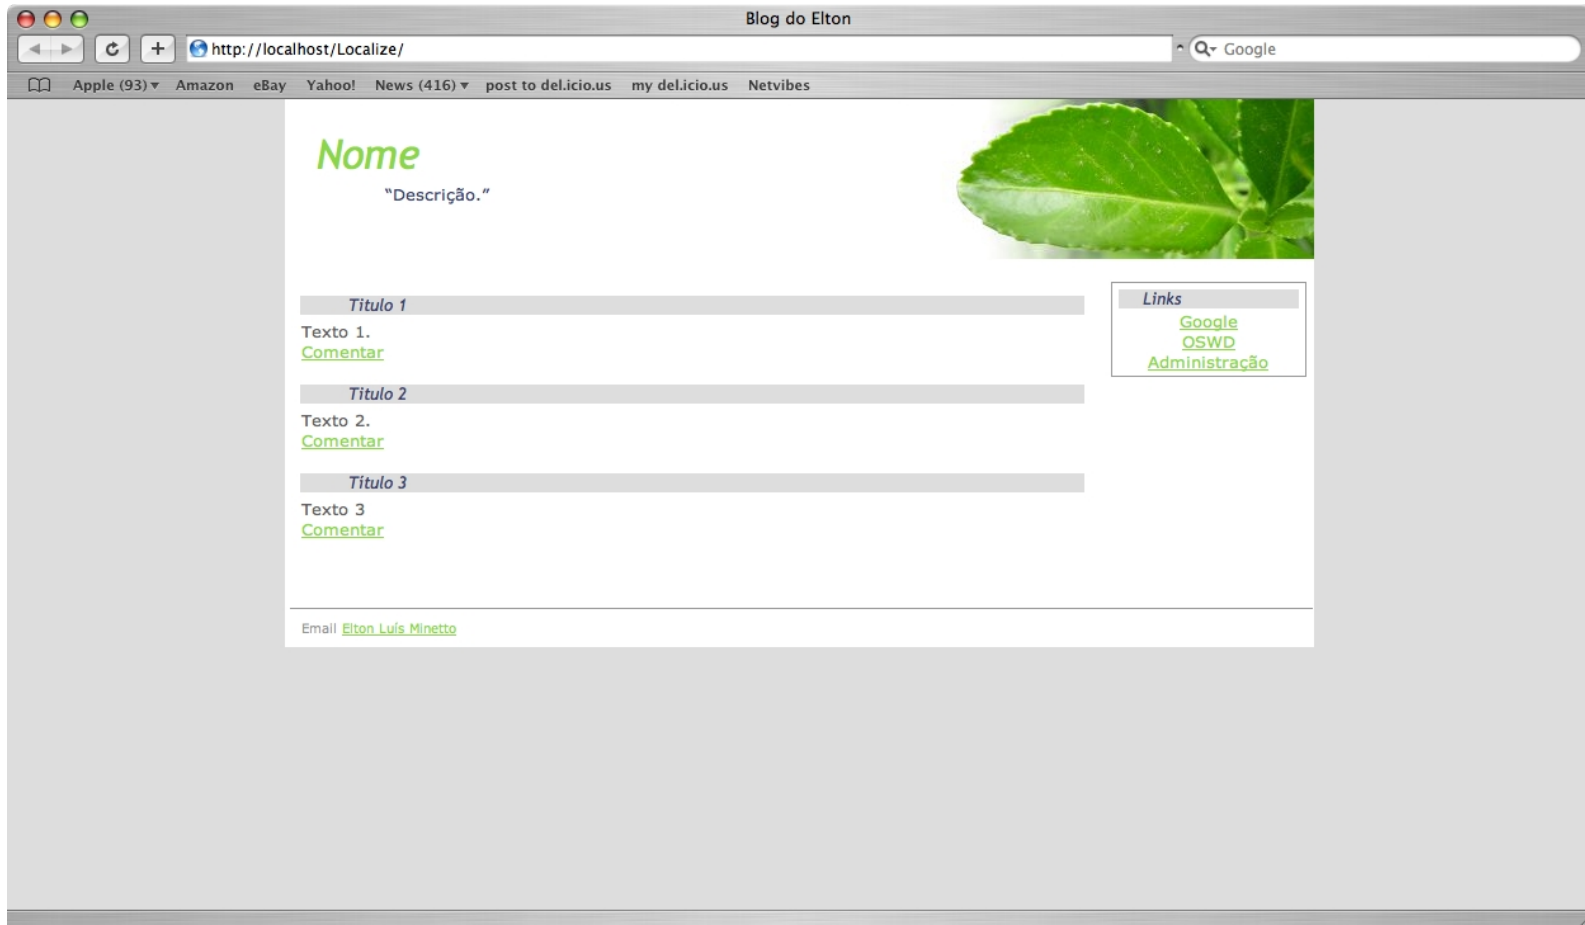 Blog do Elton
http://localhost/Localize/
Google
Apple (93) Amazon eBay Yahoo! News (416) post to del.icio.us my del.icio.us Netvibes
Nome
“Descrição.”
Titulo 1
Texto 1.
Comentar
Titulo 2
Texto 2.
Comentar
Título 3
Texto 3
Comentar
Links
Google
OSWD
Administração
Email Elton Luís Minetto